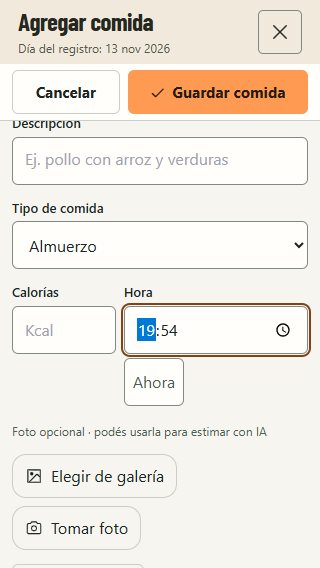 Agregar comida
Día del registro: 13 nov 2026
Cancelar
Guardar comida
Descripción
Ej. pollo con arroz y verduras
Tipo de comida
Almuerzo
Calorías
Hora
Kcal
19:54
Ahora
Foto opcional · podés usarla para estimar con IA
Elegir de galería
Tomar foto